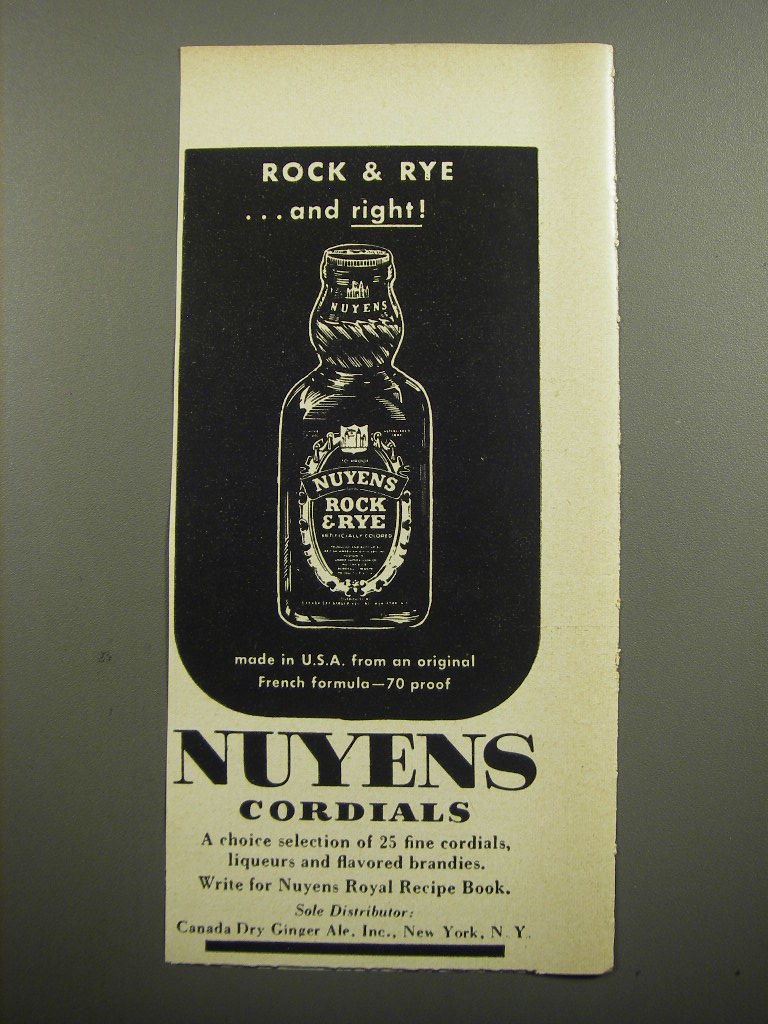 ROCK & RYE
...and right!
NUYENS
NUYENS
ROCK
& RYE
ARTIFICIALLY COLORED
made in U.S.A. from an original
French formula—70 proof
NUYENS
CORDIALS
A choice selection of 25 fine cordials,
liqueurs and flavored brandies.
Write for Nuyens Royal Recipe Book.
Sole Distributor:
Canada Dry Ginger Ale, Inc., New York, N. Y.